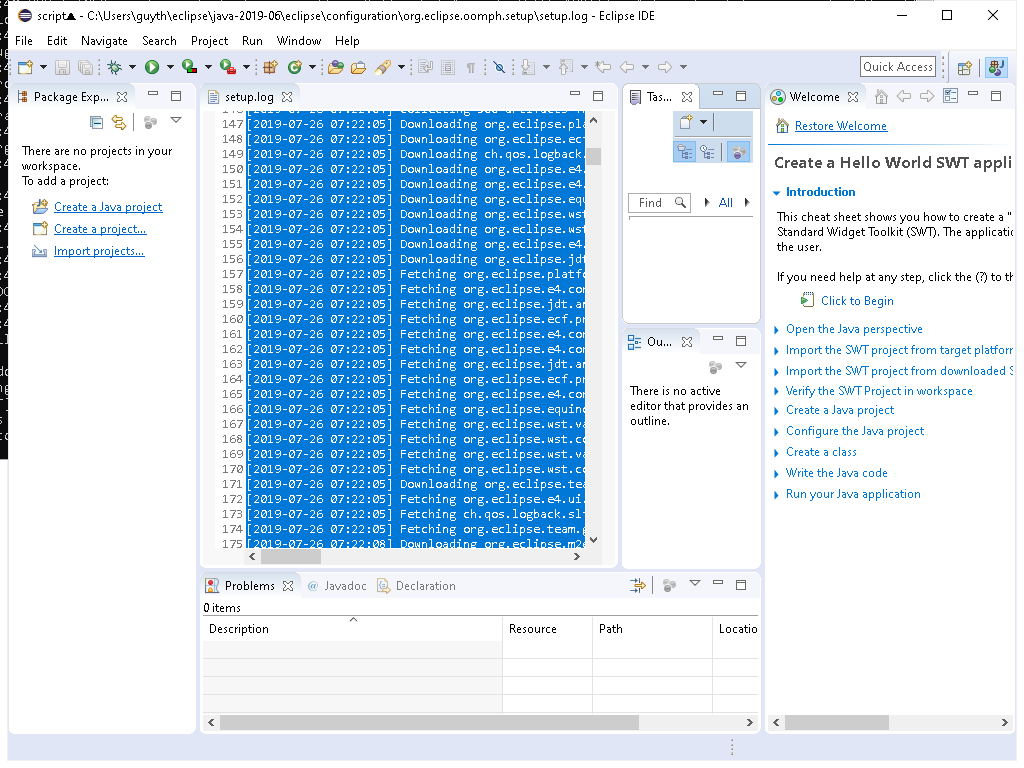 script▲ - C:\Users\guyth\eclipse\java-2019-06\eclipse\configuration\org.eclipse.oomph.setup\setup.log - Eclipse IDE
File Edit Navigate Search Project Run Window Help
Quick Access
Package Exp...
There are no projects in your
workspace.
To add a project:
Create a Java project
Create a project...
Import projects...
setup.log
147 [2019-07-26 07:22:05] Downloading org.eclipse.pla
148 [2019-07-26 07:22:05] Downloading org.eclipse.ecf
149 [2019-07-26 07:22:05] Downloading ch.qos.logback.
150 [2019-07-26 07:22:05] Downloading org.eclipse.e4.
151 [2019-07-26 07:22:05] Downloading org.eclipse.e4.
152 [2019-07-26 07:22:05] Downloading org.eclipse.equ
153 [2019-07-26 07:22:05] Downloading org.eclipse.wst
154 [2019-07-26 07:22:05] Downloading org.eclipse.wst
155 [2019-07-26 07:22:05] Downloading org.eclipse.e4.
156 [2019-07-26 07:22:05] Downloading org.eclipse.jdt
157 [2019-07-26 07:22:05] Fetching org.eclipse.platfo
158 [2019-07-26 07:22:05] Fetching org.eclipse.e4.cor
159 [2019-07-26 07:22:05] Fetching org.eclipse.jdt.an
160 [2019-07-26 07:22:05] Fetching org.eclipse.ecf.pr
161 [2019-07-26 07:22:05] Fetching org.eclipse.e4.cor
162 [2019-07-26 07:22:05] Fetching org.eclipse.e4.cor
163 [2019-07-26 07:22:05] Fetching org.eclipse.jdt.an
164 [2019-07-26 07:22:05] Fetching org.eclipse.ecf.pr
165 [2019-07-26 07:22:05] Fetching org.eclipse.e4.cor
166 [2019-07-26 07:22:05] Fetching org.eclipse.equino
167 [2019-07-26 07:22:05] Fetching org.eclipse.wst.va
168 [2019-07-26 07:22:05] Fetching org.eclipse.wst.co
169 [2019-07-26 07:22:05] Fetching org.eclipse.wst.va
170 [2019-07-26 07:22:05] Fetching org.eclipse.wst.co
171 [2019-07-26 07:22:05] Downloading org.eclipse.tea
172 [2019-07-26 07:22:05] Fetching org.eclipse.e4.ui.
173 [2019-07-26 07:22:05] Fetching ch.qos.logback.slf
174 [2019-07-26 07:22:05] Fetching org.eclipse.team.g
175 [2019-07-26 07:22:08] Downloading org.eclipse.m2e
Tas...
Find All
Ou...
There is no active
editor that provides an
outline.
Welcome
Restore Welcome
Create a Hello World SWT appli
Introduction
This cheat sheet shows you how to create a "
Standard Widget Toolkit (SWT). The applicatio
the user.
If you need help at any step, click the (?) to th
Click to Begin
Open the Java perspective
Import the SWT project from target platform
Import the SWT project from downloaded S
Verify the SWT Project in workspace
Create a Java project
Configure the Java project
Create a class
Write the Java code
Run your Java application
Problems Javadoc Declaration
0 items
Description Resource Path Locatio